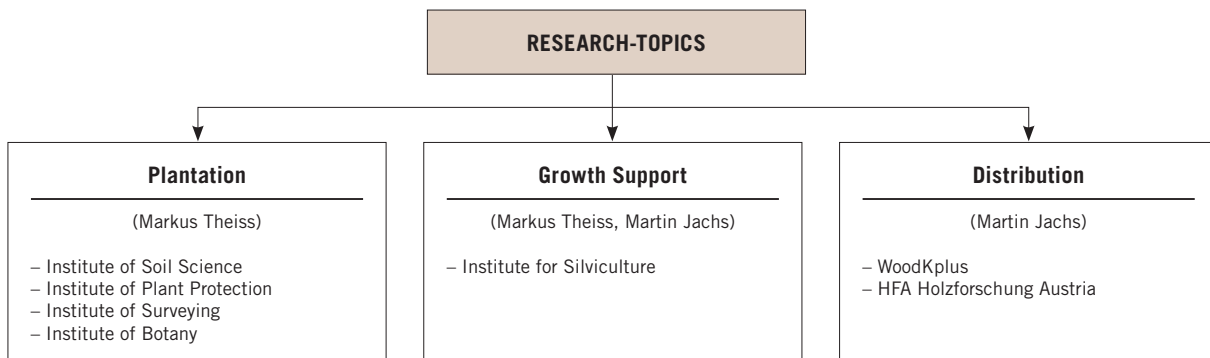 RESEARCH-TOPICS
Plantation
(Markus Theiss)
– Institute of Soil Science
– Institute of Plant Protection
– Institute of Surveying
– Institute of Botany
Growth Support
(Markus Theiss, Martin Jachs)
– Institute for Silviculture
Distribution
(Martin Jachs)
– WoodKplus
– HFA Holzforschung Austria